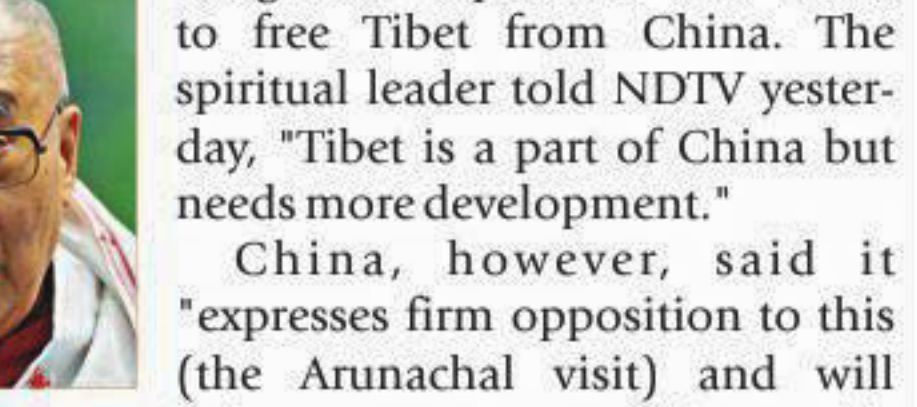 to free Tibet from China. The
spiritual leader told NDTV yester-
day, "Tibet is a part of China but
needs more development."
China, however, said it
"expresses firm opposition to this
(the Arunachal visit) and will